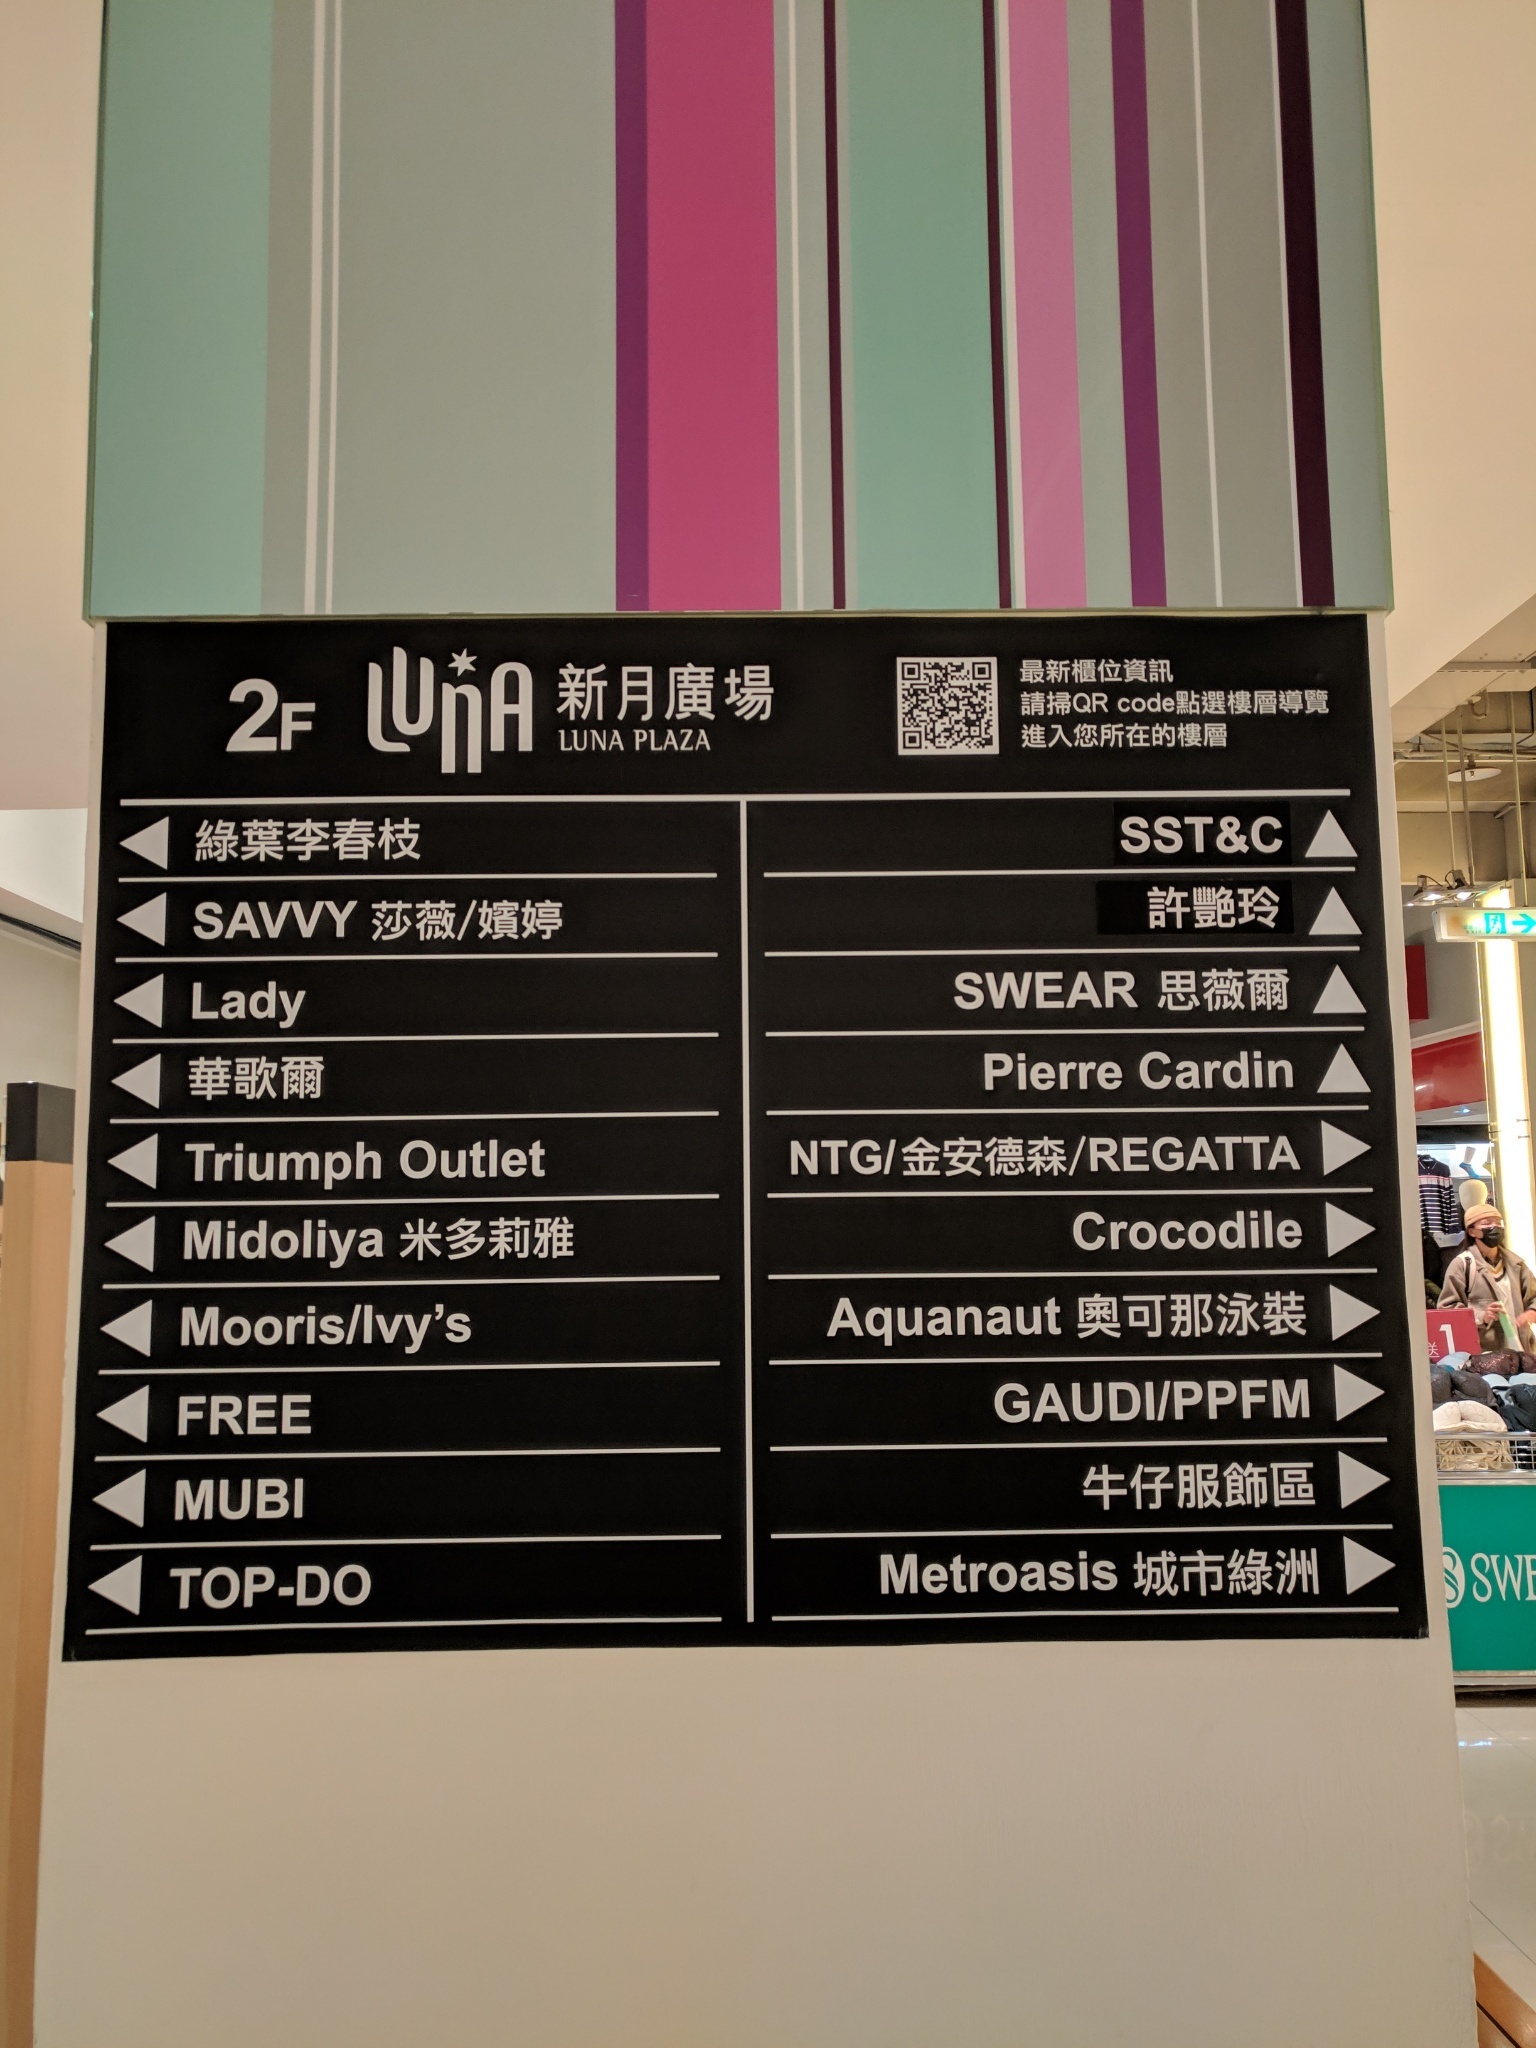 2F LUNA 新月廣場
LUNA PLAZA
最新櫃位資訊
請掃QR code點選樓層導覽
進入您所在的樓層
綠葉李春枝
SAVVY 莎薇/嬪婷
Lady
華歌爾
Triumph Outlet
Midoliya 米多莉雅
Mooris/Ivy's
FREE
MUBI
TOP-DO
SST&C
許艷玲
SWEAR 思薇爾
Pierre Cardin
NTG/金安德森/REGATTA
Crocodile
Aquanaut 奧可那泳裝
GAUDI/PPFM
牛仔服飾區
Metroasis 城市綠洲
送1
SWE